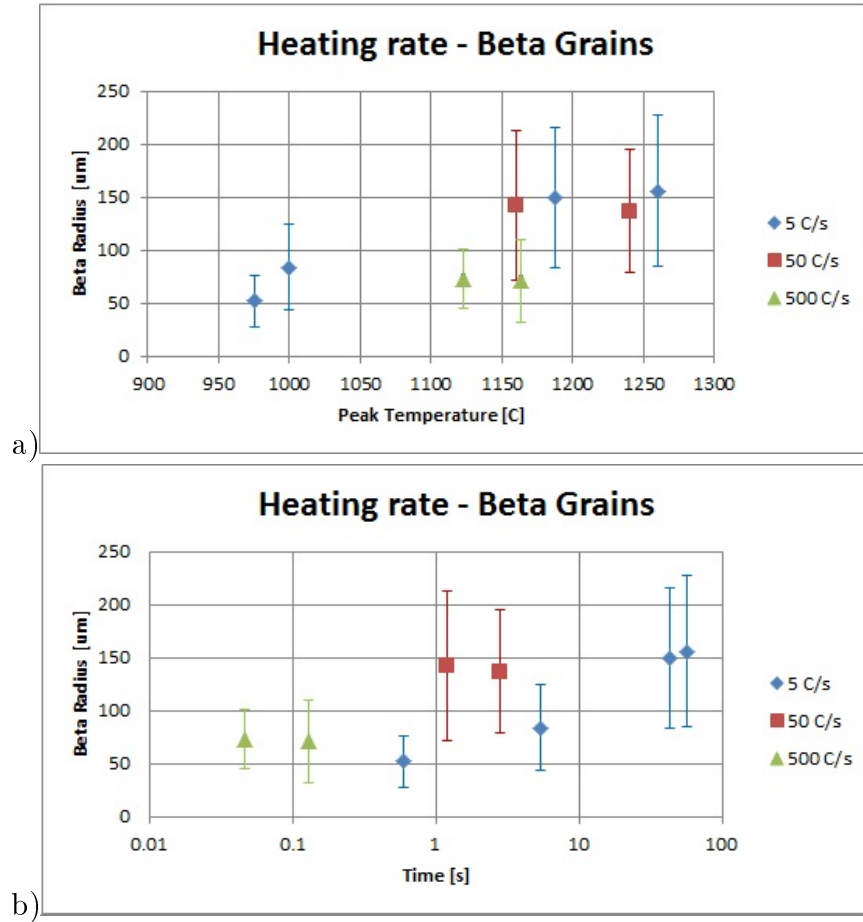 Heating rate - Beta Grains
250
200
150
100
50
0
Beta Radius [um]
900 950 1000 1050 1100 1150 1200 1250 1300
Peak Temperature [C]
5 C/s
50 C/s
500 C/s
a)
Heating rate - Beta Grains
250
200
150
100
50
0
Beta Radius [um]
0.01 0.1 1 10 100
Time [s]
5 C/s
50 C/s
500 C/s
b)